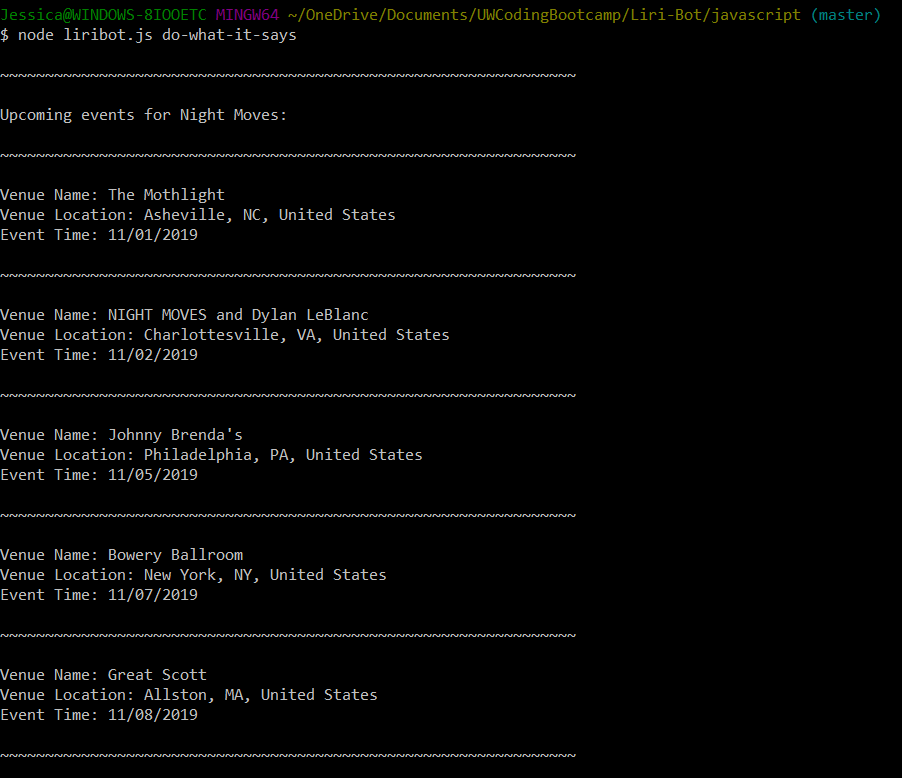 Jessica@WINDOWS-8IOOETC MINGW64 ~/OneDrive/Documents/UWCodingBootcamp/Liri-Bot/javascript (master)
$ node liribot.js do-what-it-says
~~~~~~~~~~~~~~~~~~~~~~~~~~~~~~~~~~~~~~~~~~~~~~~~~~~~~~~~~~~~~~~~
Upcoming events for Night Moves:
~~~~~~~~~~~~~~~~~~~~~~~~~~~~~~~~~~~~~~~~~~~~~~~~~~~~~~~~~~~~~~~~
Venue Name: The Mothlight
Venue Location: Asheville, NC, United States
Event Time: 11/01/2019
~~~~~~~~~~~~~~~~~~~~~~~~~~~~~~~~~~~~~~~~~~~~~~~~~~~~~~~~~~~~~~~~
Venue Name: NIGHT MOVES and Dylan LeBlanc
Venue Location: Charlottesville, VA, United States
Event Time: 11/02/2019
~~~~~~~~~~~~~~~~~~~~~~~~~~~~~~~~~~~~~~~~~~~~~~~~~~~~~~~~~~~~~~~~
Venue Name: Johnny Brenda's
Venue Location: Philadelphia, PA, United States
Event Time: 11/05/2019
~~~~~~~~~~~~~~~~~~~~~~~~~~~~~~~~~~~~~~~~~~~~~~~~~~~~~~~~~~~~~~~~
Venue Name: Bowery Ballroom
Venue Location: New York, NY, United States
Event Time: 11/07/2019
~~~~~~~~~~~~~~~~~~~~~~~~~~~~~~~~~~~~~~~~~~~~~~~~~~~~~~~~~~~~~~~~
Venue Name: Great Scott
Venue Location: Allston, MA, United States
Event Time: 11/08/2019
~~~~~~~~~~~~~~~~~~~~~~~~~~~~~~~~~~~~~~~~~~~~~~~~~~~~~~~~~~~~~~~~